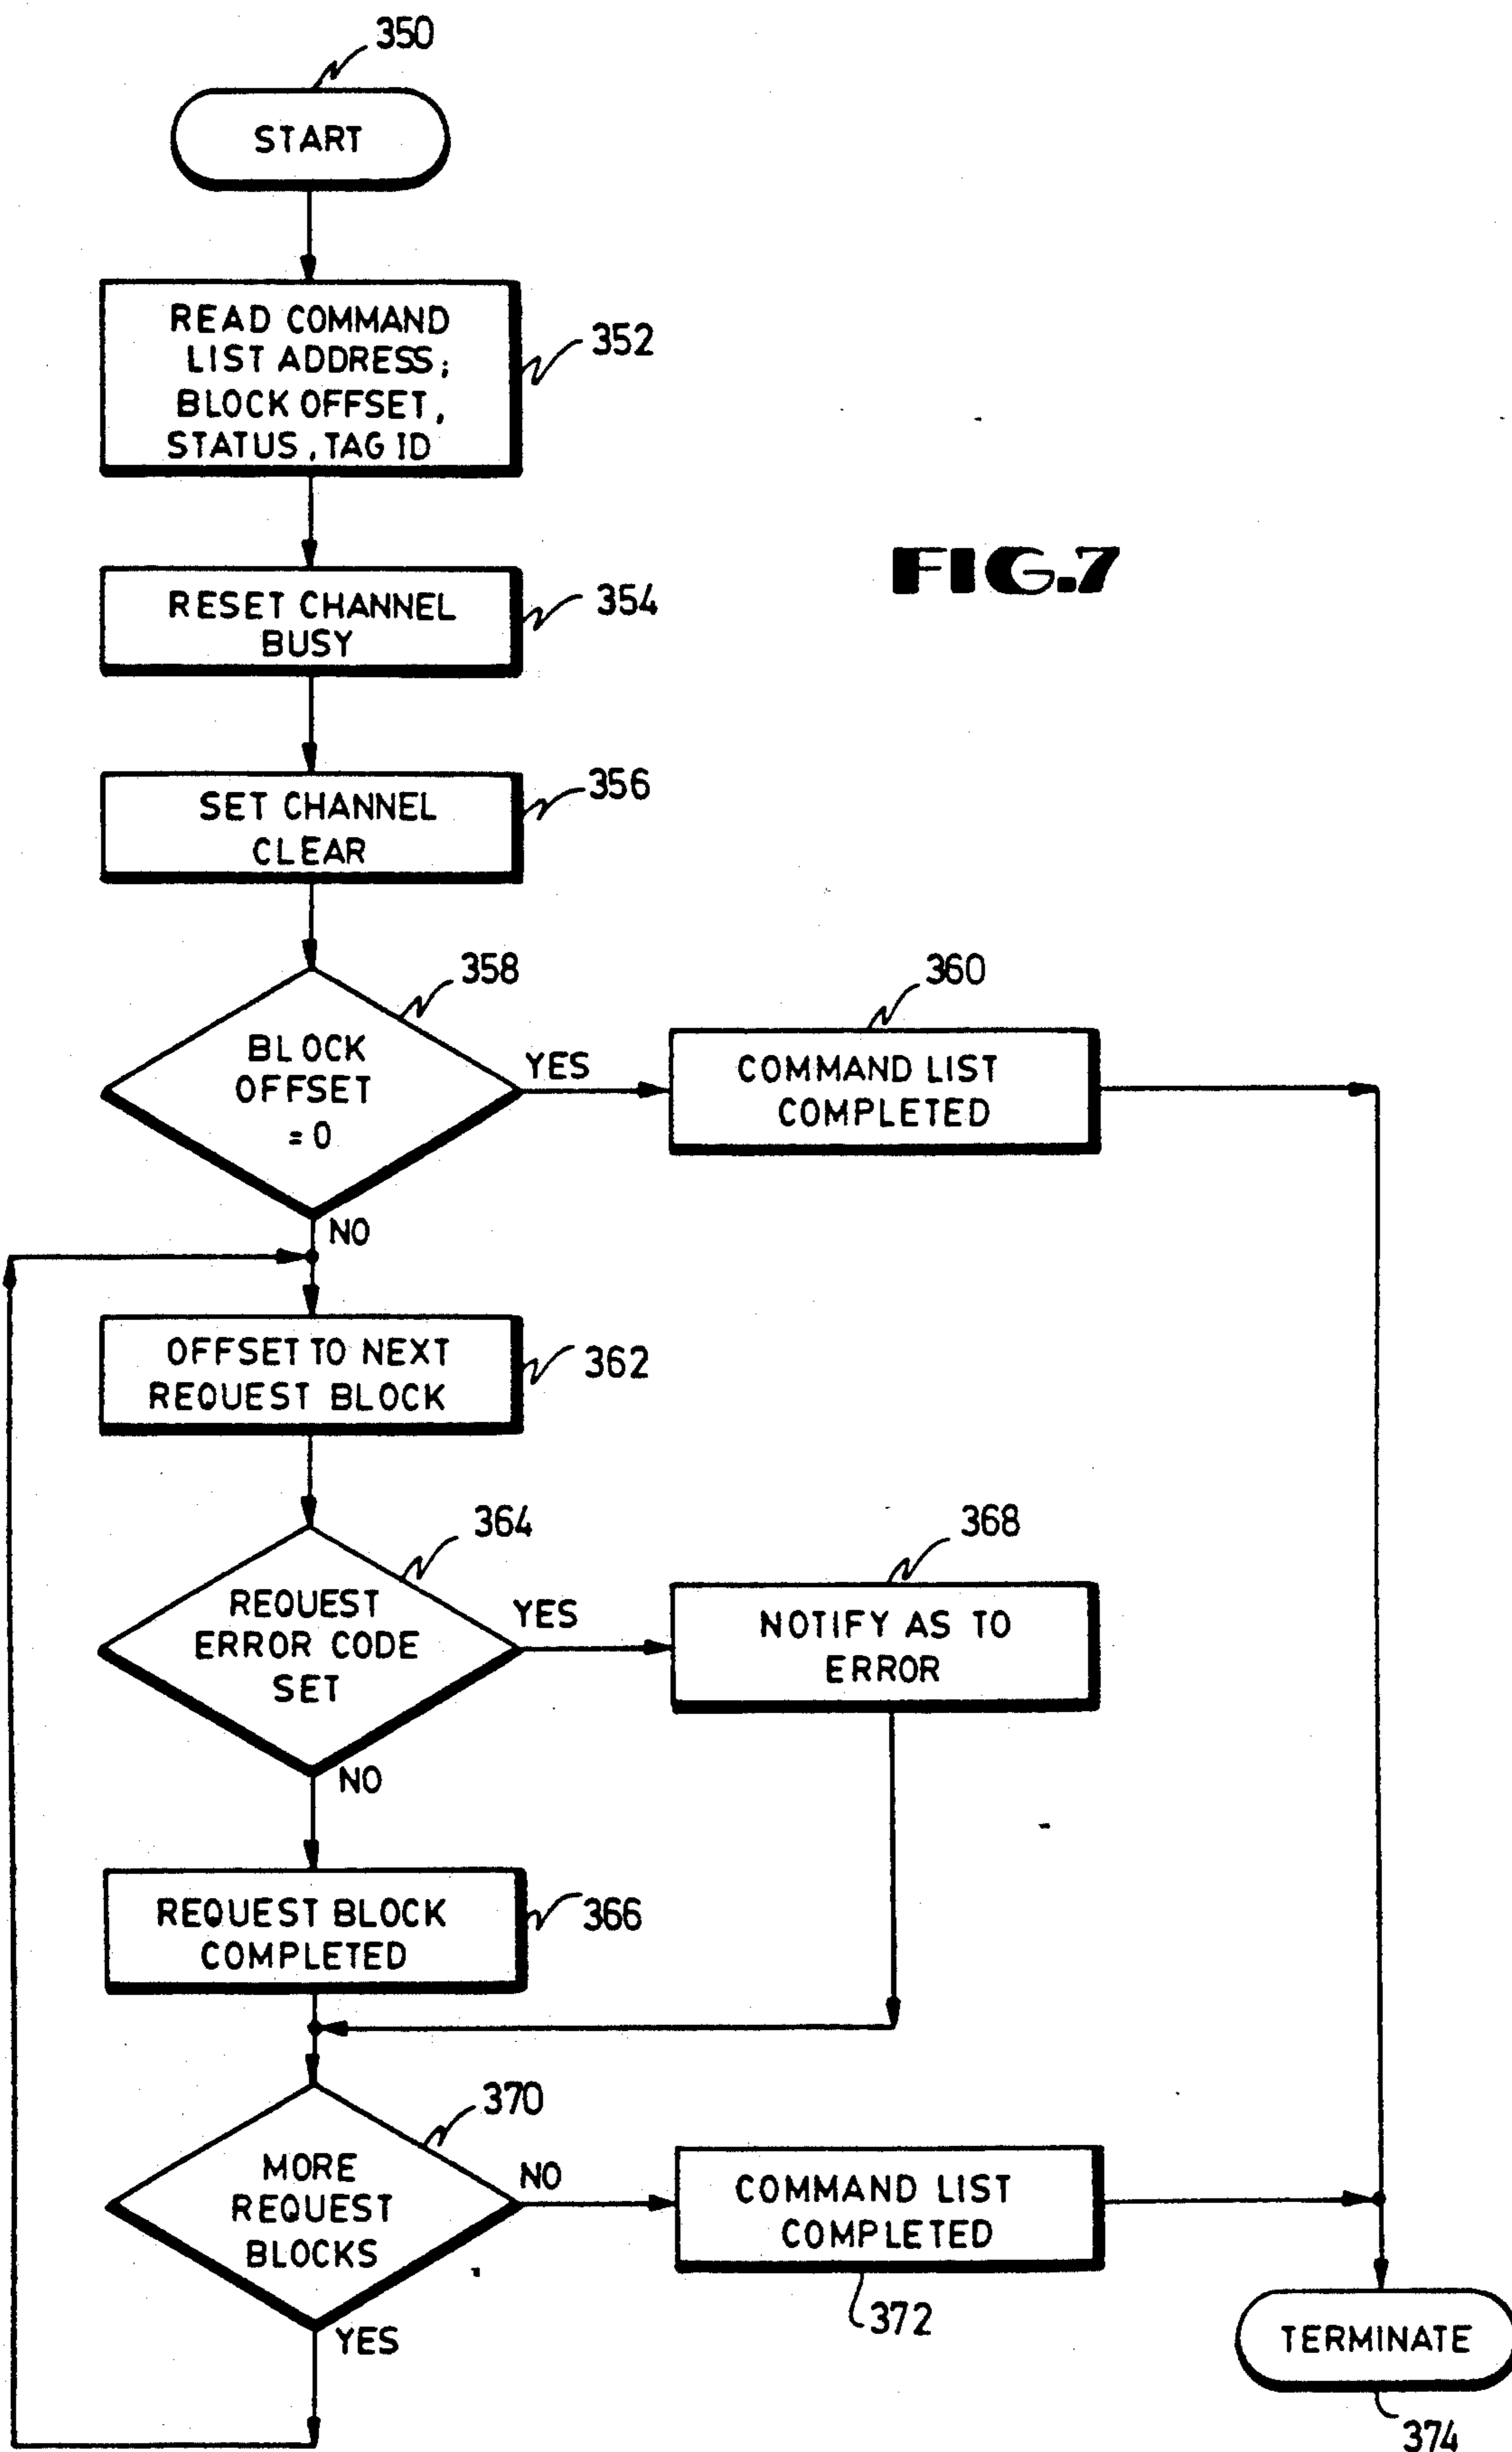 350
START
READ COMMAND
LIST ADDRESS;
BLOCK OFFSET,
STATUS, TAG ID
352
FIG.7
RESET CHANNEL
BUSY
354
SET CHANNEL
CLEAR
356
358
BLOCK
OFFSET
=0
YES
NO
360
COMMAND LIST
COMPLETED
OFFSET TO NEXT
REQUEST BLOCK
362
364
REQUEST
ERROR CODE
SET
YES
NO
368
NOTIFY AS TO
ERROR
REQUEST BLOCK
COMPLETED
366
370
MORE
REQUEST
BLOCKS
NO
YES
COMMAND LIST
COMPLETED
372
TERMINATE
374